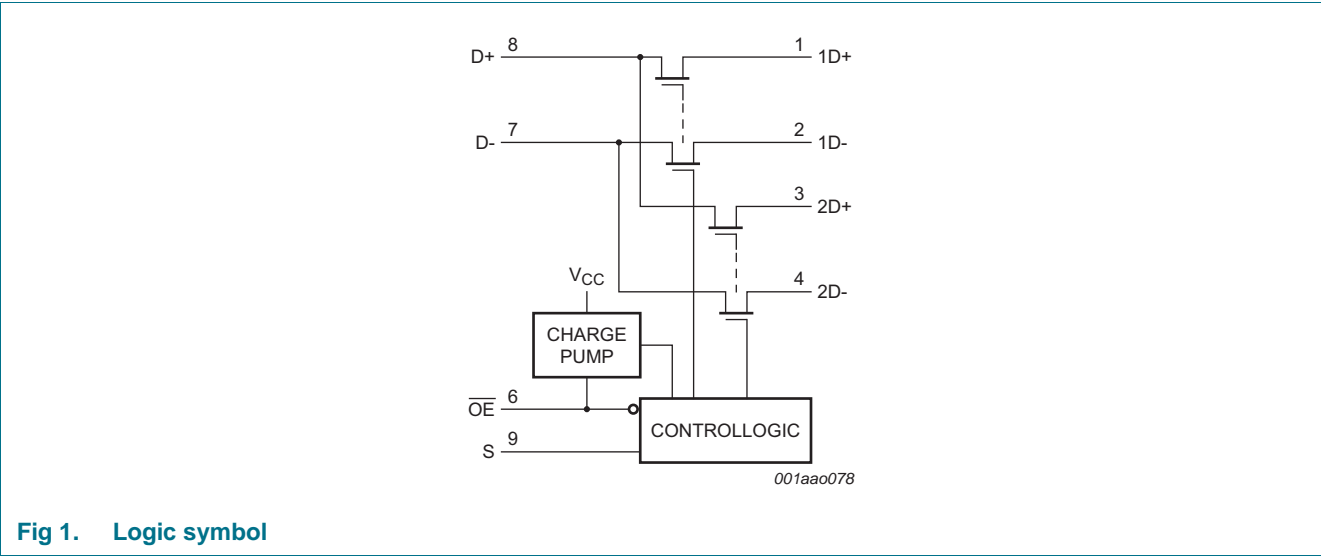 D+ 8 1 1D+
D- 7 2 1D-
3 2D+
4 2D-
VCC
CHARGE
PUMP
OE 6
S 9
CONTROLLOGIC
001aao078
Fig 1. Logic symbol